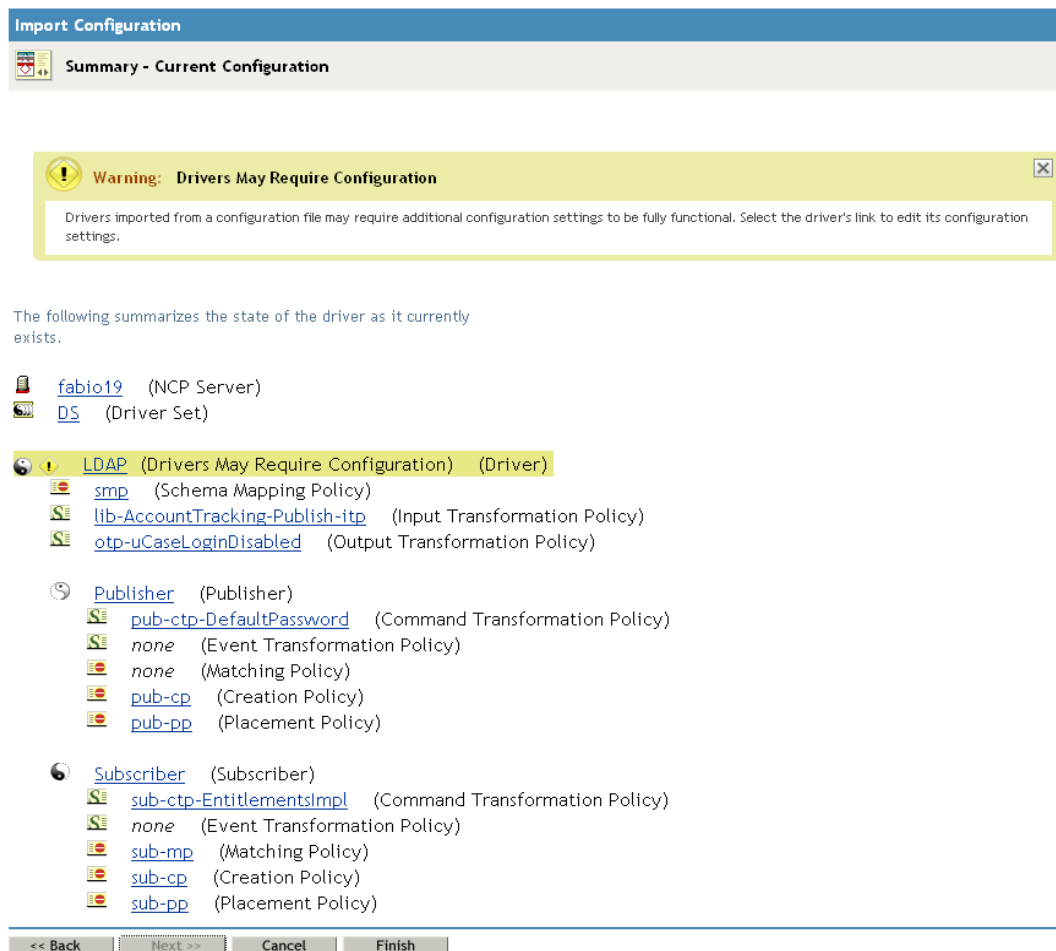 Import Configuration
Summary - Current Configuration
Warning: Drivers May Require Configuration
Drivers imported from a configuration file may require additional configuration settings to be fully functional. Select the driver's link to edit its configuration
settings.
The following summarizes the state of the driver as it currently
exists.
fabio19 (NCP Server)
DS (Driver Set)
LDAP (Drivers May Require Configuration) (Driver)
smp (Schema Mapping Policy)
lib-AccountTracking-Publish-itp (Input Transformation Policy)
otp-uCaseLoginDisabled (Output Transformation Policy)
Publisher (Publisher)
pub-ctp-DefaultPassword (Command Transformation Policy)
none (Event Transformation Policy)
none (Matching Policy)
pub-cp (Creation Policy)
pub-pp (Placement Policy)
Subscriber (Subscriber)
sub-ctp-EntitlementsImpl (Command Transformation Policy)
none (Event Transformation Policy)
sub-mp (Matching Policy)
sub-cp (Creation Policy)
sub-pp (Placement Policy)
<< Back Next >> Cancel Finish